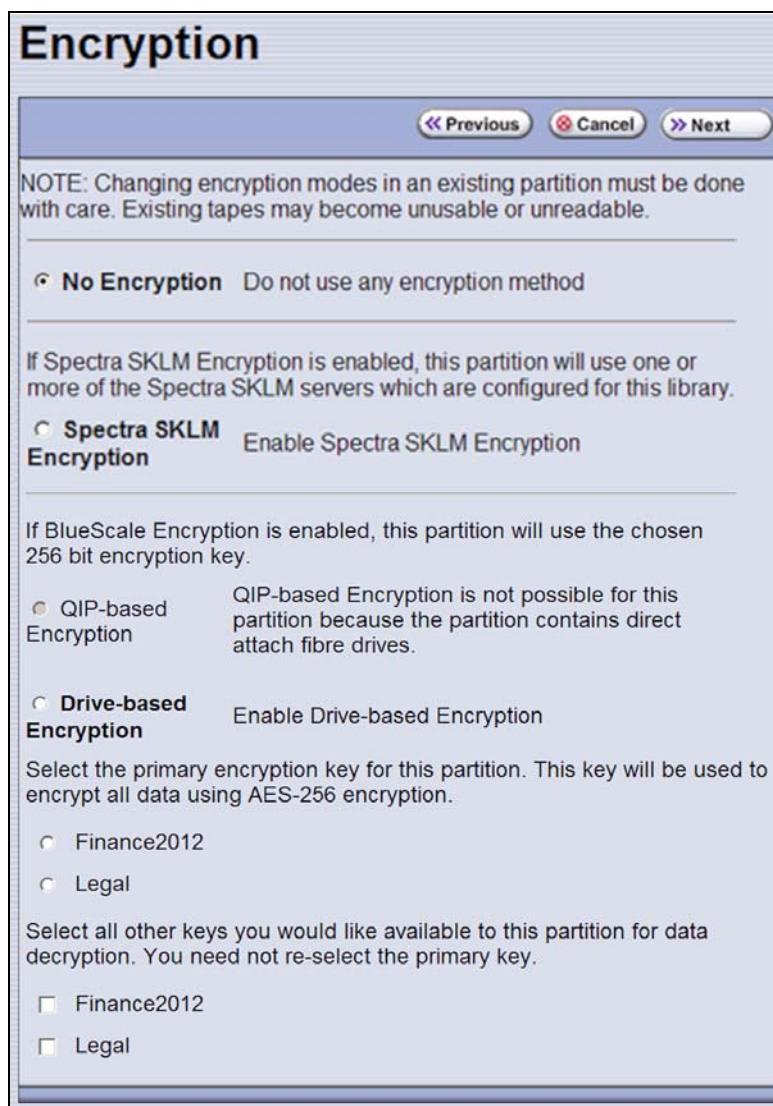 Encryption
Previous Cancel Next
NOTE: Changing encryption modes in an existing partition must be done
with care. Existing tapes may become unusable or unreadable.
No Encryption Do not use any encryption method
If Spectra SKLM Encryption is enabled, this partition will use one or
more of the Spectra SKLM servers which are configured for this library.
Spectra SKLM
Encryption
Enable Spectra SKLM Encryption
If BlueScale Encryption is enabled, this partition will use the chosen
256 bit encryption key.
QIP-based
Encryption
QIP-based Encryption is not possible for this
partition because the partition contains direct
attach fibre drives.
Drive-based
Encryption
Enable Drive-based Encryption
Select the primary encryption key for this partition. This key will be used to
encrypt all data using AES-256 encryption.
Finance2012
Legal
Select all other keys you would like available to this partition for data
decryption. You need not re-select the primary key.
Finance2012
Legal